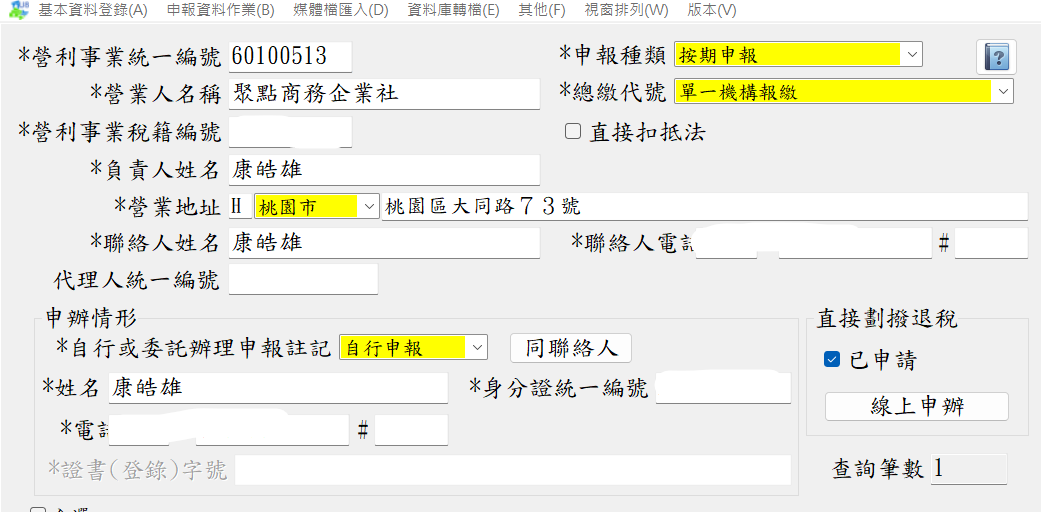 基本資料登錄(A) 申報資料作業(B) 媒體檔匯入(D) 資料庫轉檔(E) 其他(F) 視窗排列(W) 版本(V)
*營利事業統一編號 60100513 *申報種類 按期申報
*營業人名稱 聚點商務企業社 *總繳代號 單一機構報繳
*營利事業稅籍編號 直接扣抵法
*負責人姓名 康皓雄
*營業地址 H 桃園市 桃園區大同路73號
*聯絡人姓名 康皓雄 *聯絡人電話 #
代理人統一編號
申辦情形 直接劃撥退稅
*自行或委託辦理申報註記 自行申報 同聯絡人 已申請
*姓名 康皓雄 *身分證統一編號 線上申辦
*電話 #
*證書(登錄)字號 查詢筆數 1